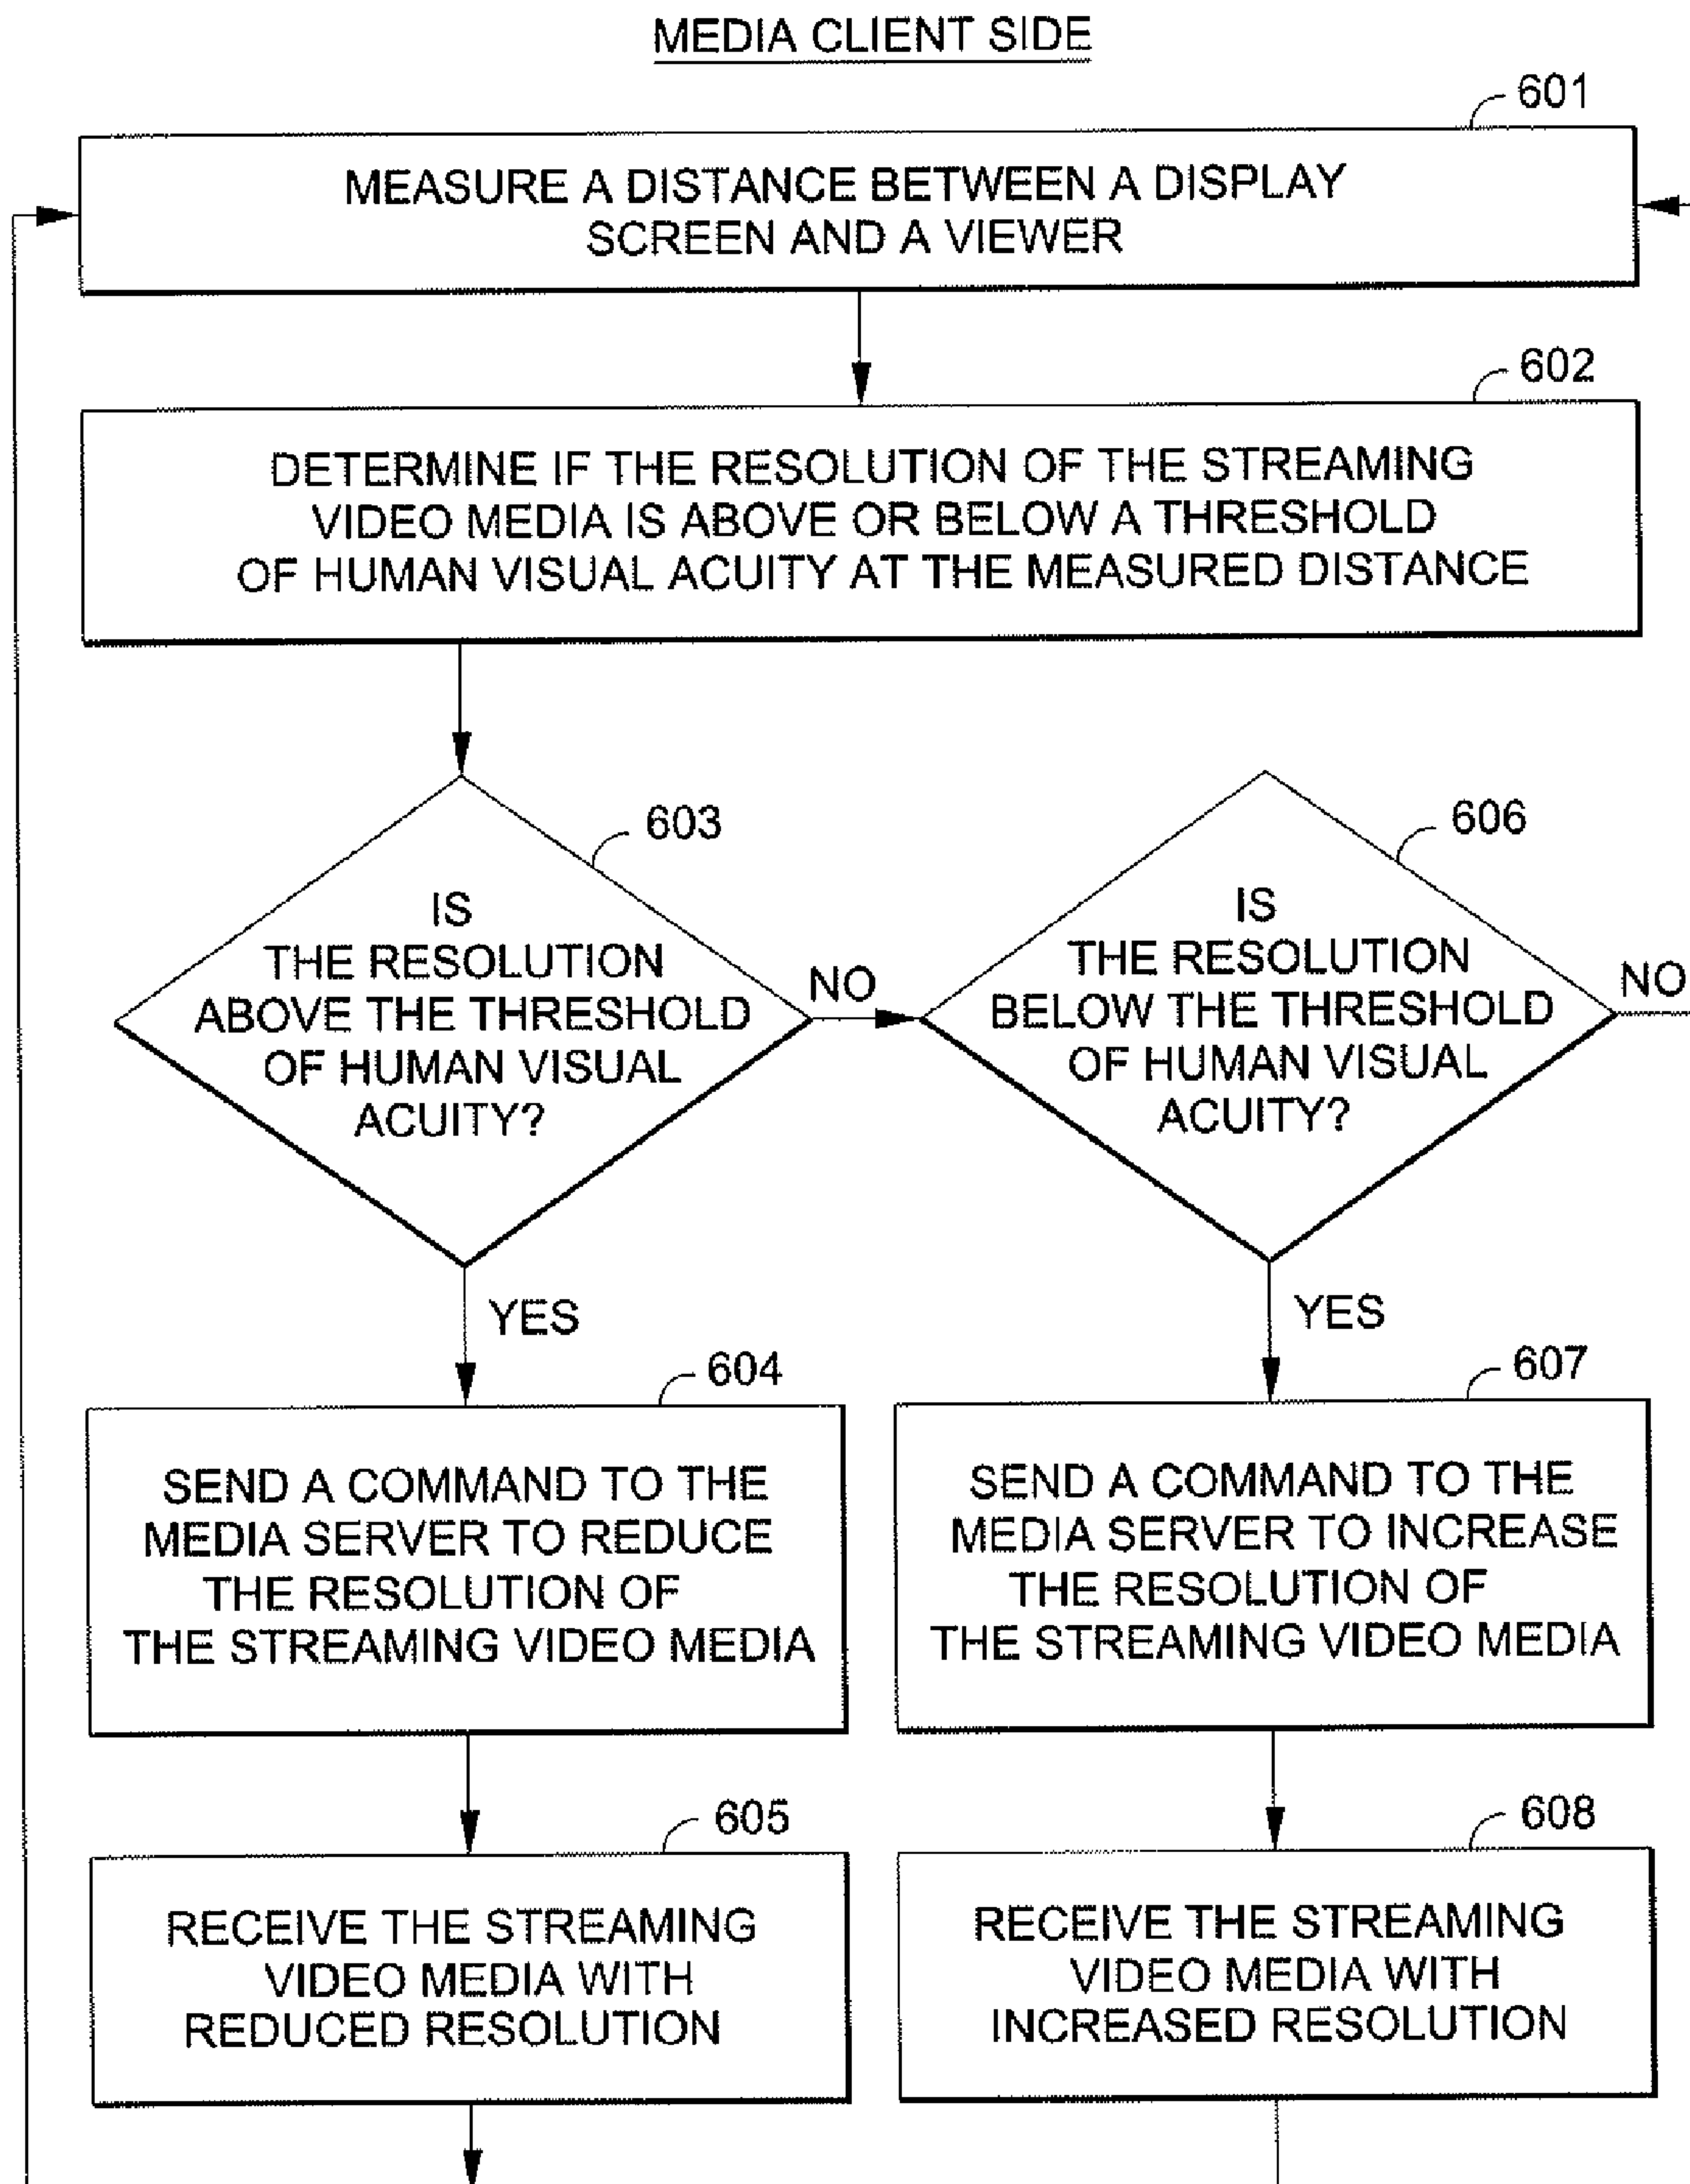 MEDIA CLIENT SIDE
601
MEASURE A DISTANCE BETWEEN A DISPLAY
SCREEN AND A VIEWER
602
DETERMINE IF THE RESOLUTION OF THE STREAMING
VIDEO MEDIA IS ABOVE OR BELOW A THRESHOLD
OF HUMAN VISUAL ACUITY AT THE MEASURED DISTANCE
603
IS
THE RESOLUTION
ABOVE THE THRESHOLD
OF HUMAN VISUAL
ACUITY?
NO
606
IS
THE RESOLUTION
BELOW THE THRESHOLD
OF HUMAN VISUAL
ACUITY?
NO
YES
YES
604
SEND A COMMAND TO THE
MEDIA SERVER TO REDUCE
THE RESOLUTION OF
THE STREAMING VIDEO MEDIA
607
SEND A COMMAND TO THE
MEDIA SERVER TO INCREASE
THE RESOLUTION OF
THE STREAMING VIDEO MEDIA
605
RECEIVE THE STREAMING
VIDEO MEDIA WITH
REDUCED RESOLUTION
608
RECEIVE THE STREAMING
VIDEO MEDIA WITH
INCREASED RESOLUTION